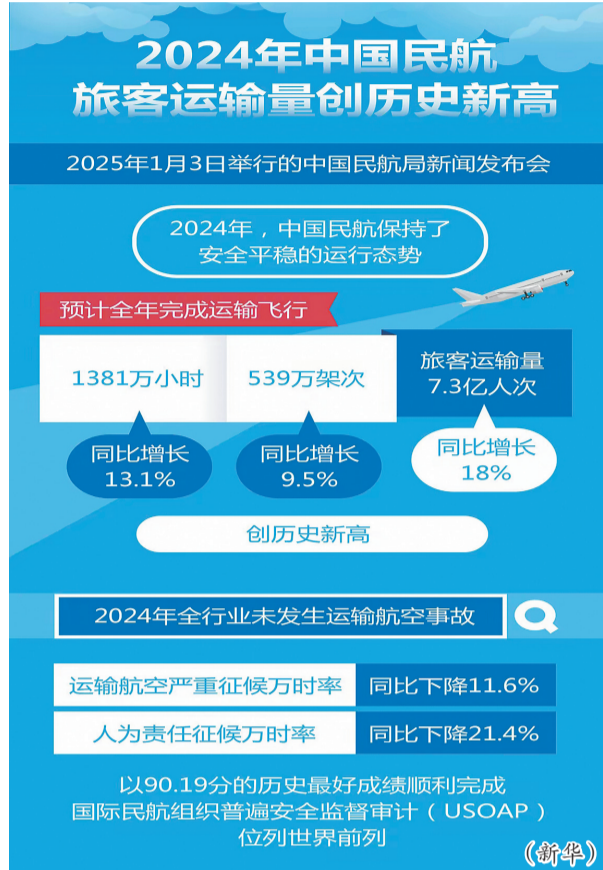 2024年中国民航
旅客运输量创历史新高
2025年1月3日举行的中国民航局新闻发布会
2024年，中国民航保持了
安全平稳的运行态势
预计全年完成运输飞行
1381万小时
同比增长
13.1%
539万架次
同比增长
9.5%
旅客运输量
7.3亿人次
同比增长
18%
创历史新高
2024年全行业未发生运输航空事故
运输航空严重征候万时率 同比下降11.6%
人为责任征候万时率 同比下降21.4%
以90.19分的历史最好成绩顺利完成
国际民航组织普遍安全监督审计（USOAP）
位列世界前列
（新华）